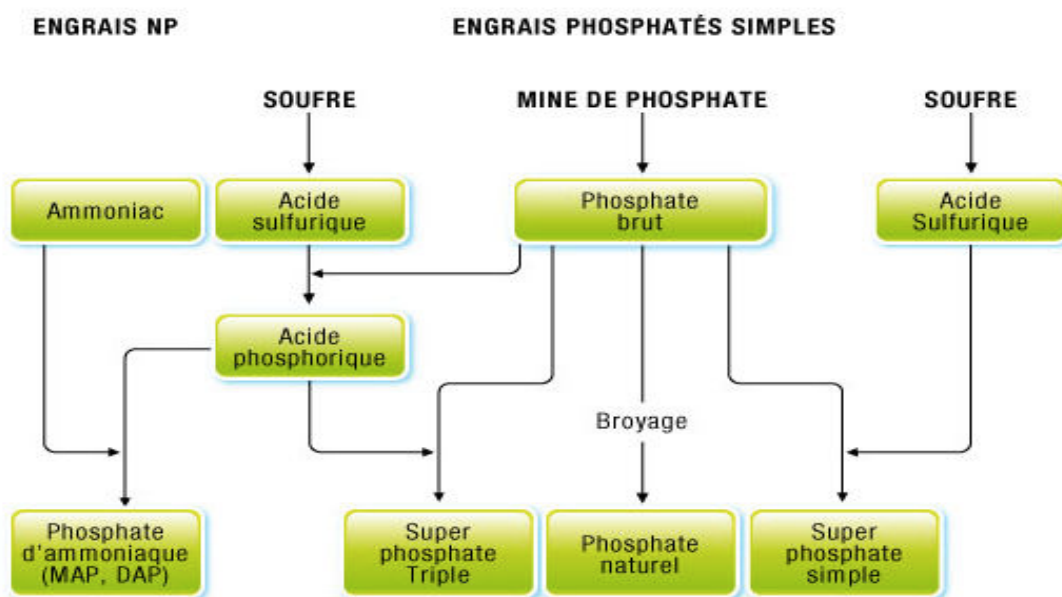 ENGRAIS NP
ENGRAIS PHOSPHATÉS SIMPLES
SOUFRE
MINE DE PHOSPHATE
SOUFRE
Ammoniac
Acide
sulfurique
Phosphate
brut
Acide
Sulfurique
Acide
phosphorique
Broyage
Phosphate
d'ammoniaque
(MAP, DAP)
Super
phosphate
Triple
Phosphate
naturel
Super
phosphate
simple